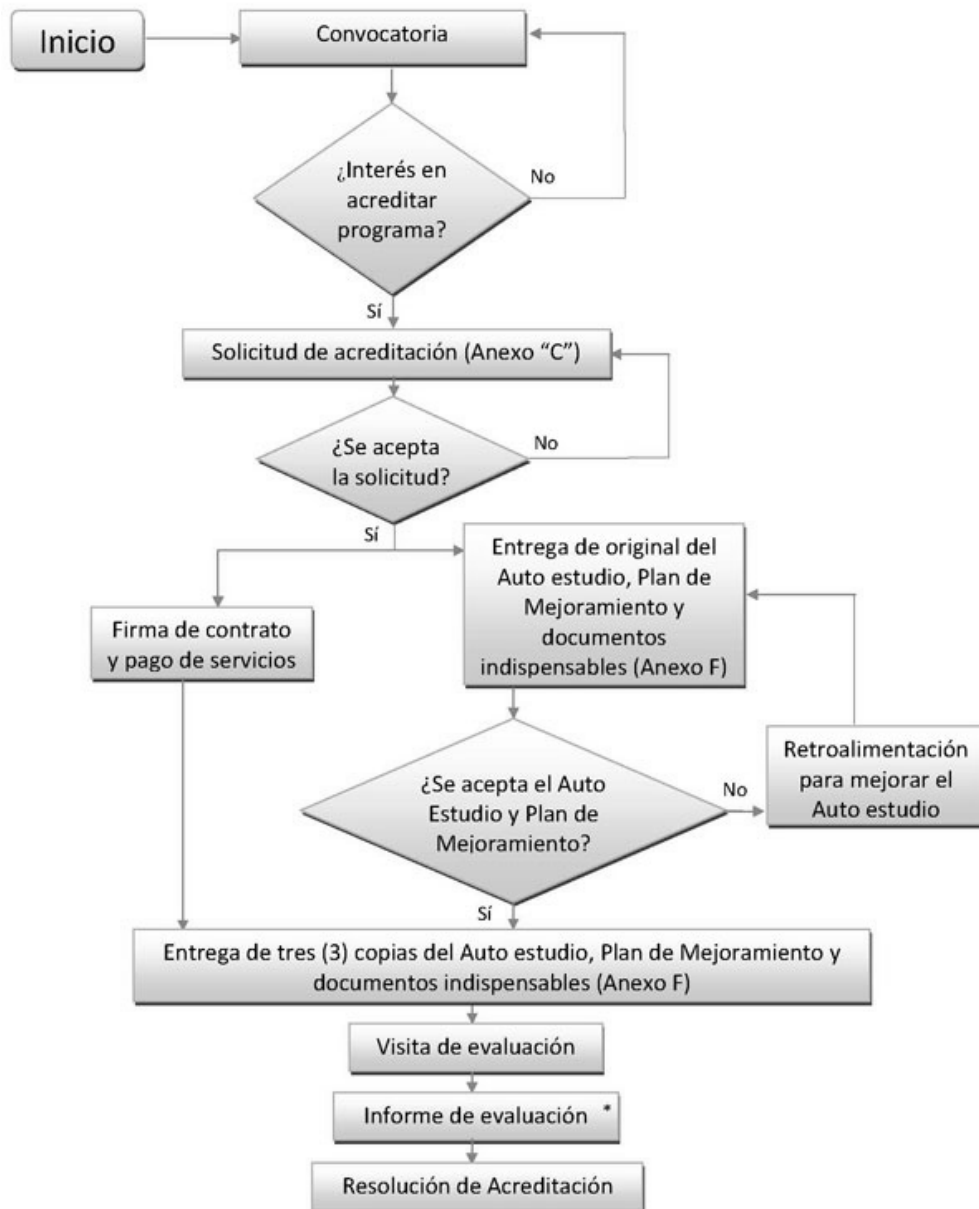 Inicio
Convocatoria
¿Interés en
acreditar
programa?
No
Sí
Solicitud de acreditación (Anexo “C”)
¿Se acepta
la solicitud?
No
Sí
Firma de contrato
y pago de servicios
Entrega de original del
Auto estudio, Plan de
Mejoramiento y
documentos
indispensables (Anexo F)
¿Se acepta el Auto
Estudio y Plan de
Mejoramiento?
No
Retroalimentación
para mejorar el
Auto estudio
Sí
Entrega de tres (3) copias del Auto estudio, Plan de Mejoramiento y
documentos indispensables (Anexo F)
Visita de evaluación
Informe de evaluación *
Resolución de Acreditación